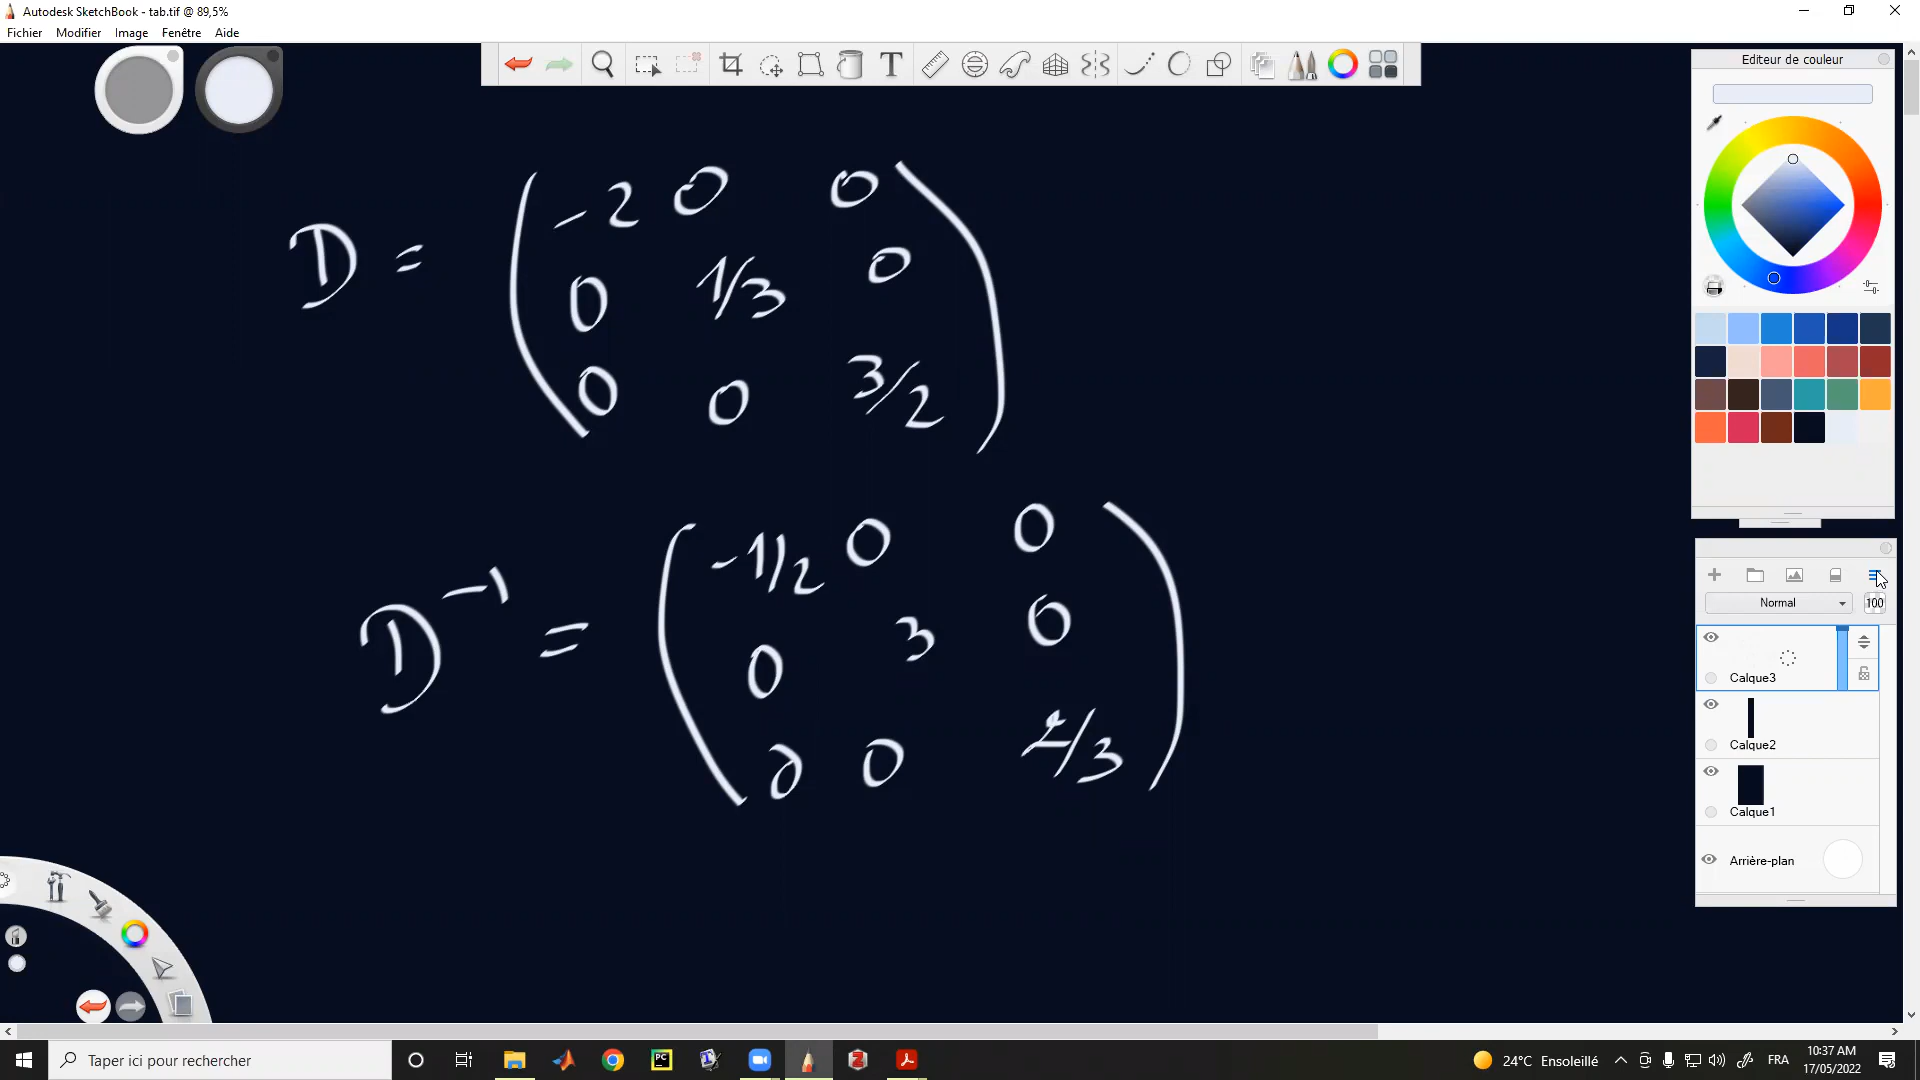 Autodesk SketchBook - tab.tif @ 89,5%
Fichier Modifier Image Fenêtre Aide
Editeur de couleur
D = ( -2 0 0
0 1/3 0
0 0 3/2 )
D⁻¹ = ( -1/2 0 0
0 3 0
0 0 2/3 )
Normal 100
Calque3
Calque2
Calque1
Arrière-plan
Taper ici pour rechercher
PC
24°C Ensoleillé
FRA
10:37 AM
17/05/2022